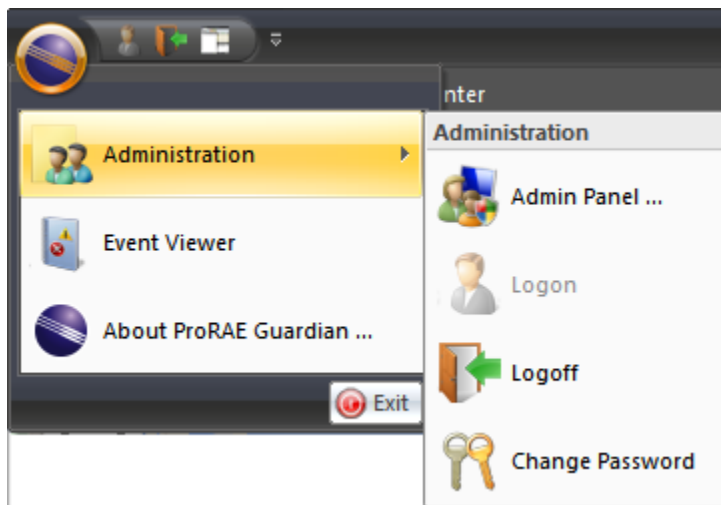 nter
Administration
Event Viewer
About ProRAE Guardian ...
Exit
Administration
Admin Panel ...
Logon
Logoff
Change Password